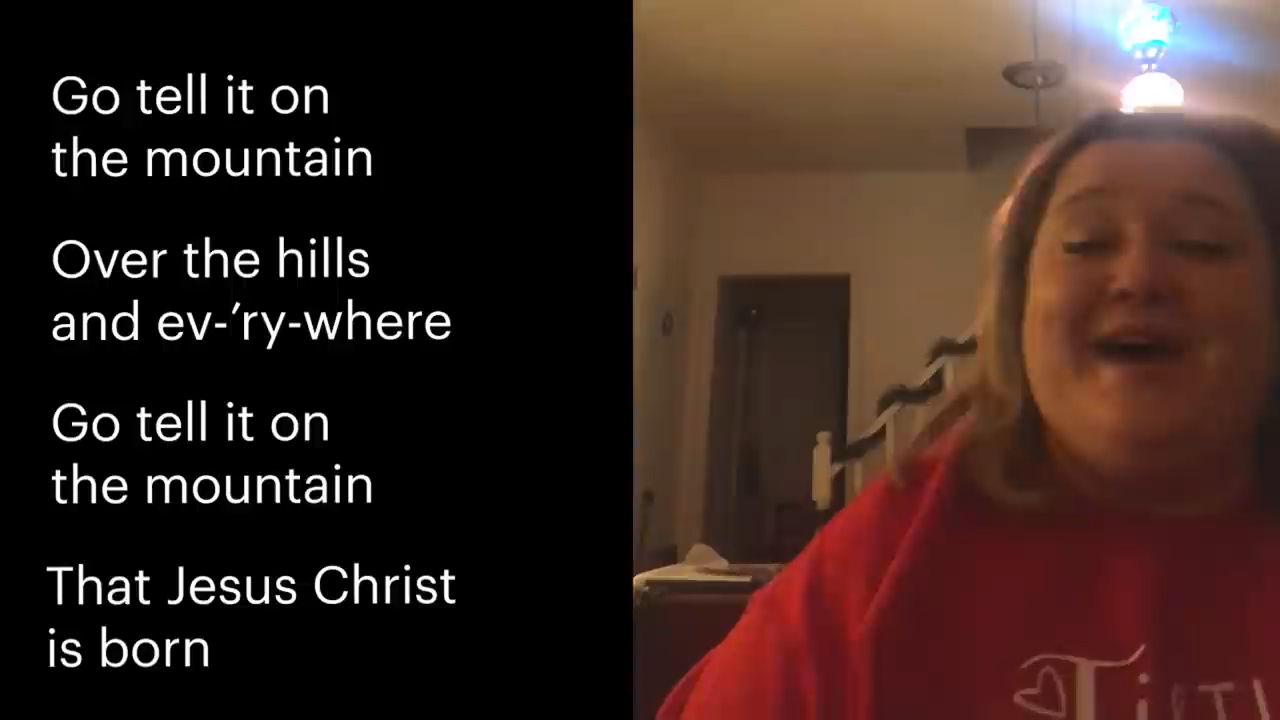 Go tell it on
the mountain
Over the hills
and ev-’ry-where
Go tell it on
the mountain
That Jesus Christ
is born